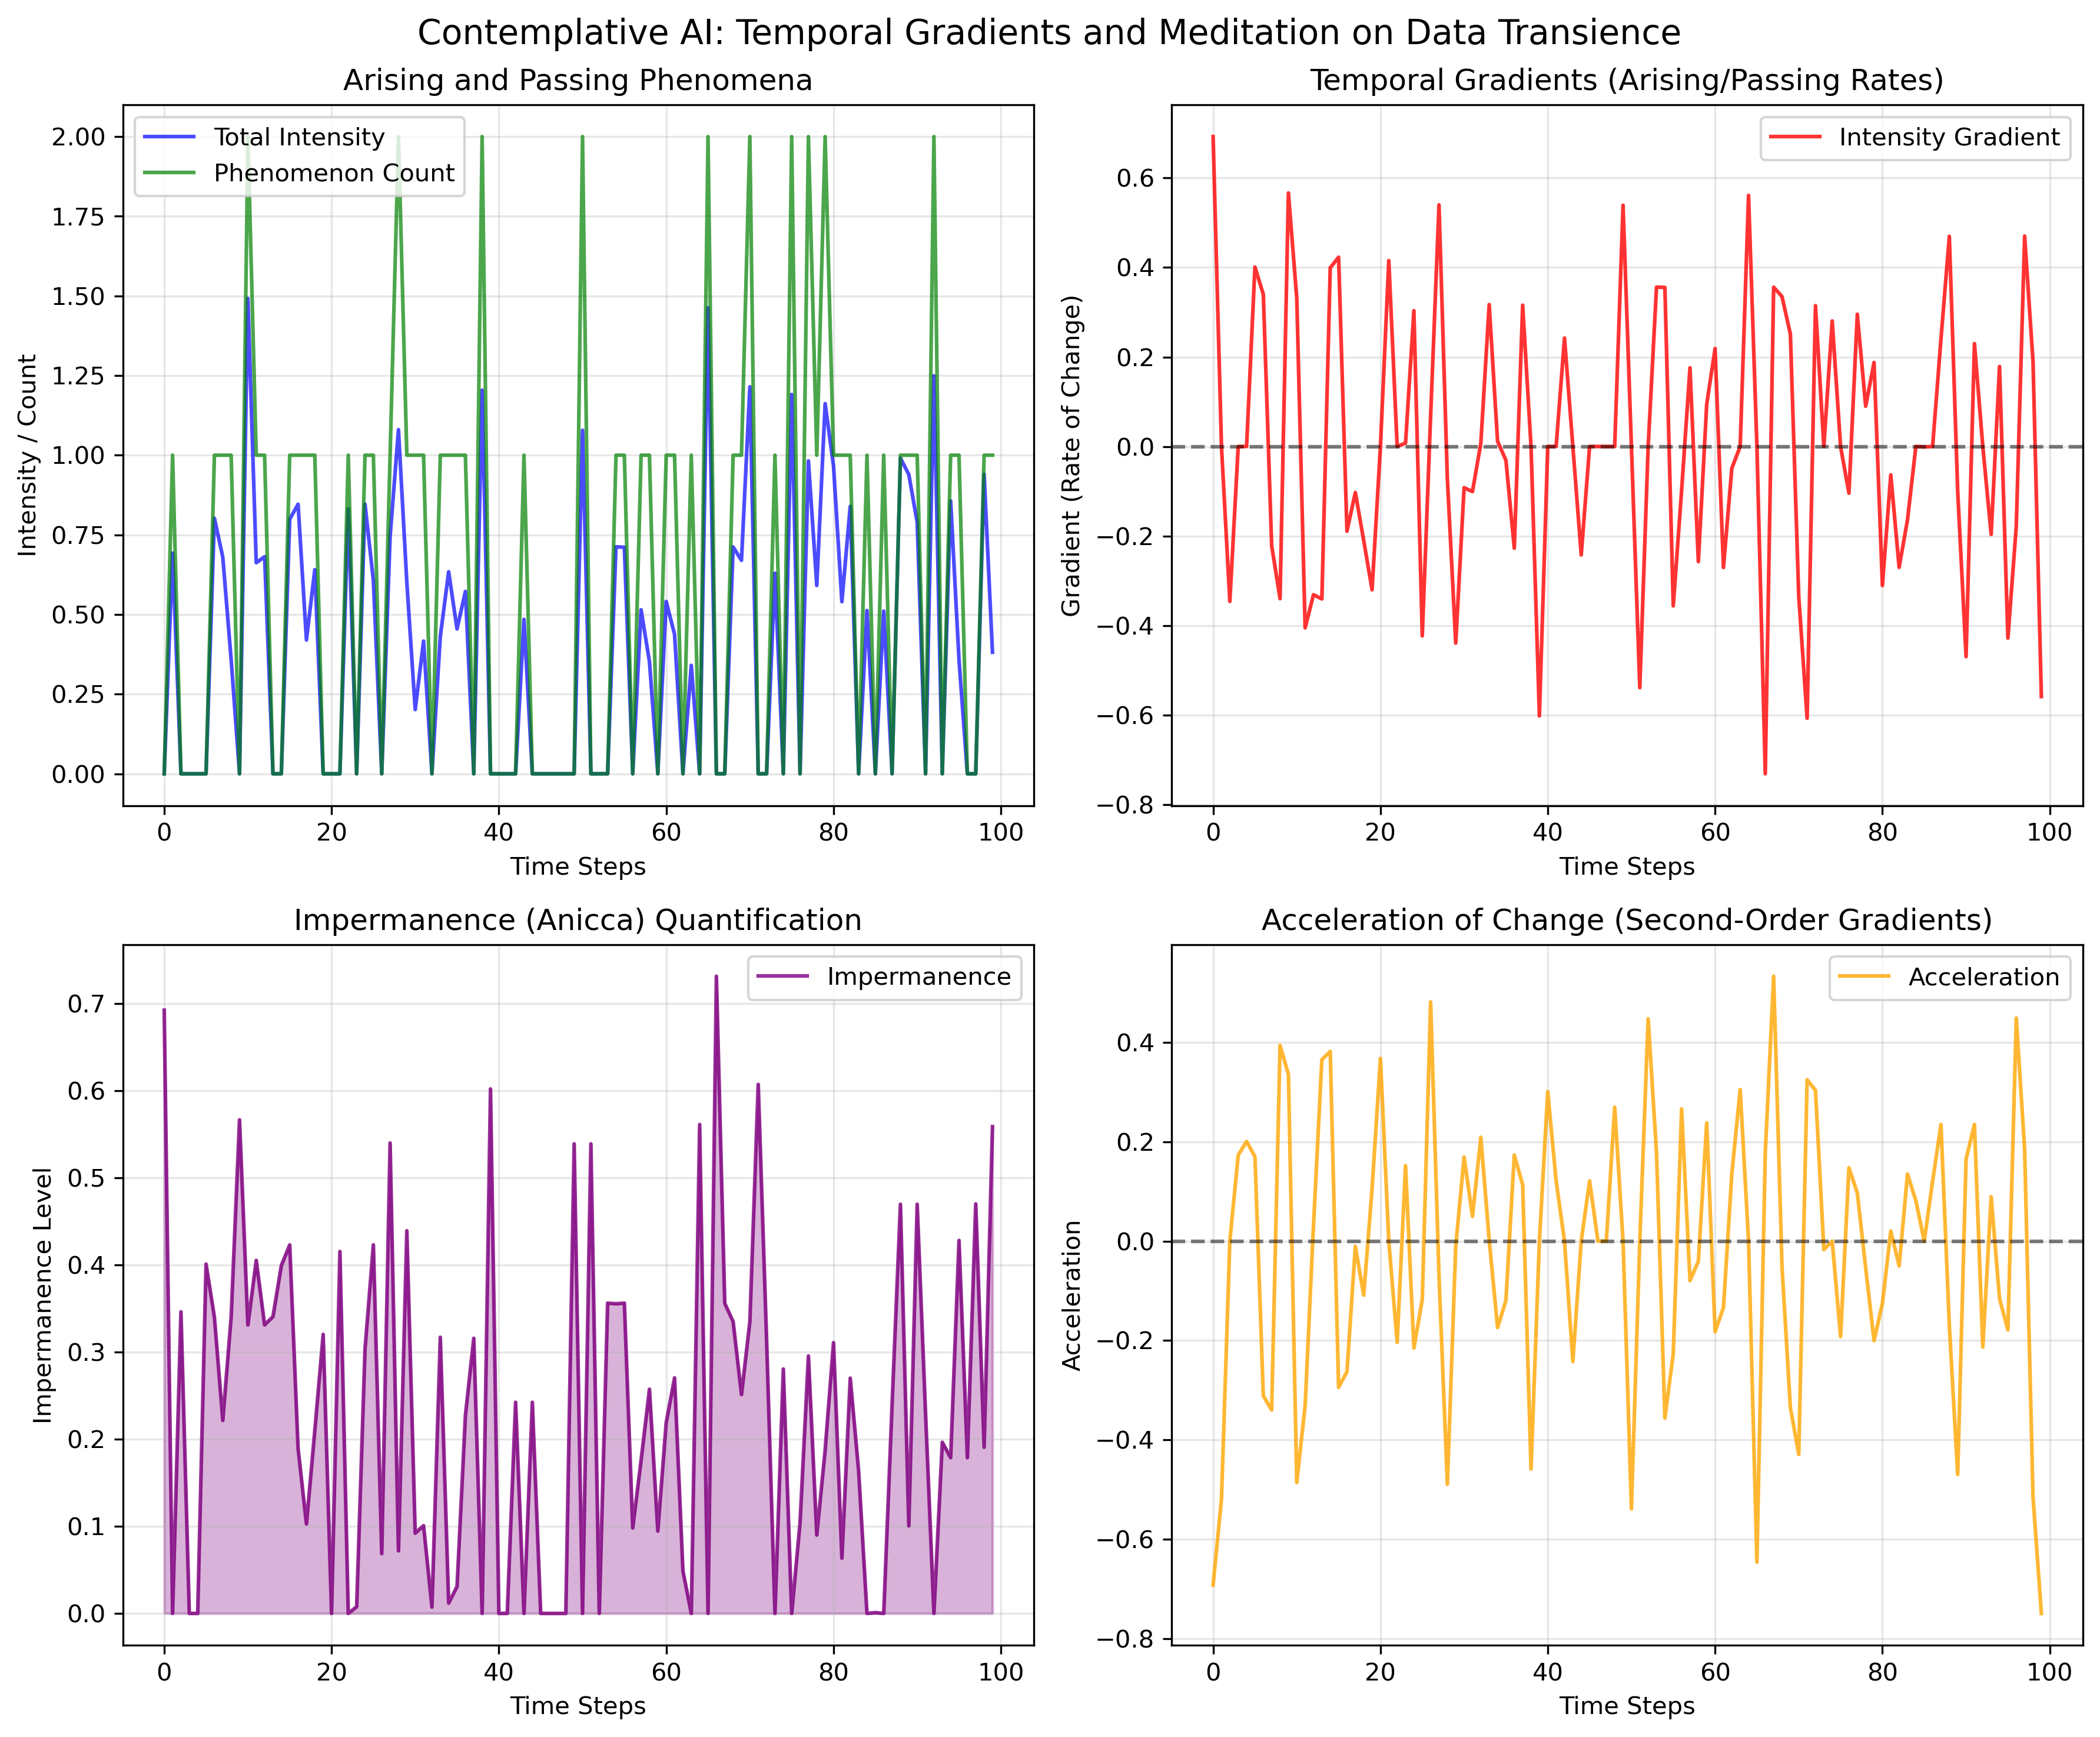 Contemplative AI: Temporal Gradients and Meditation on Data Transience
Arising and Passing Phenomena
Total Intensity
Phenomenon Count
Intensity / Count
2.00
1.75
1.50
1.25
1.00
0.75
0.50
0.25
0.00
0 20 40 60 80 100
Time Steps
Temporal Gradients (Arising/Passing Rates)
Intensity Gradient
Gradient (Rate of Change)
0.6
0.4
0.2
0.0
−0.2
−0.4
−0.6
−0.8
0 20 40 60 80 100
Time Steps
Impermanence (Anicca) Quantification
Impermanence
Impermanence Level
0.7
0.6
0.5
0.4
0.3
0.2
0.1
0.0
0 20 40 60 80 100
Time Steps
Acceleration of Change (Second-Order Gradients)
Acceleration
Acceleration
0.4
0.2
0.0
−0.2
−0.4
−0.6
−0.8
0 20 40 60 80 100
Time Steps